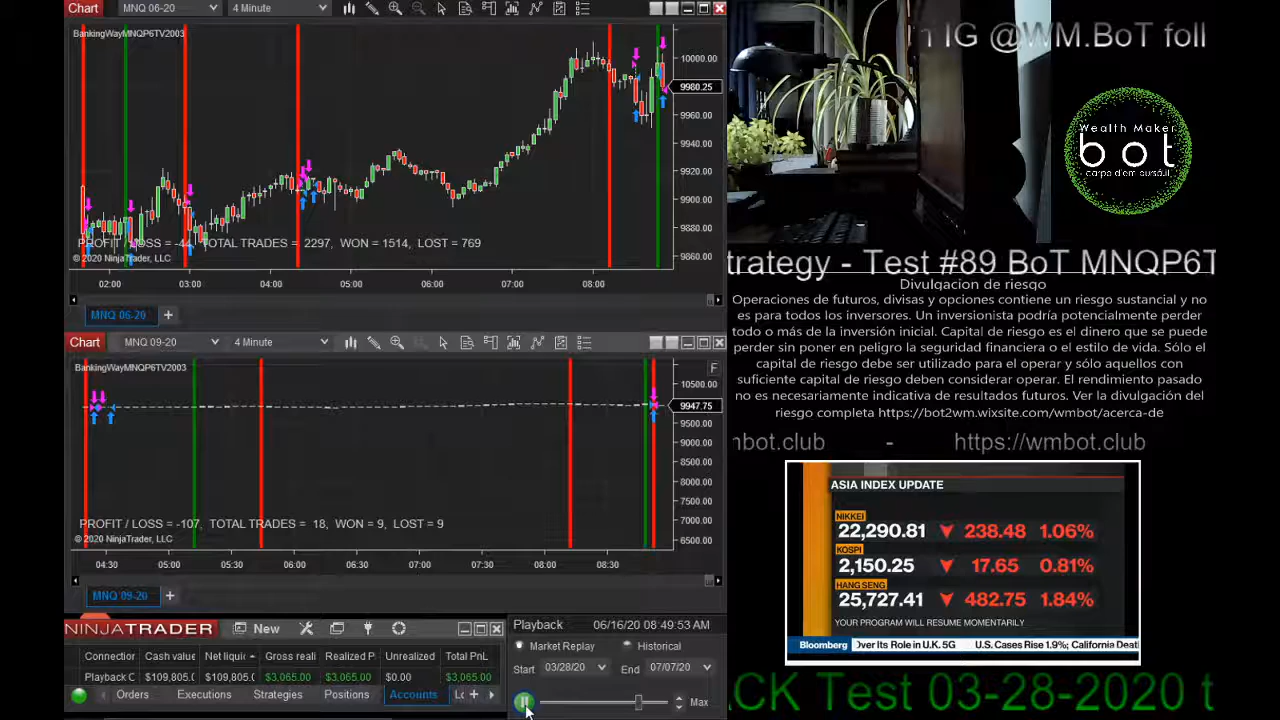 Chart MNQ 06-20 4 Minute
BankingWayMNQP6TV2003
10000.00
9980.25
9960.00
9940.00
9920.00
9900.00
9880.00
9860.00
PROFIT / LOSS = -44, TOTAL TRADES = 2297, WON = 1514, LOST = 769
© 2020 NinjaTrader, LLC
02:00 03:00 04:00 05:00 06:00 07:00 08:00
MNQ 06-20 +
Chart MNQ 09-20 4 Minute
BankingWayMNQP6TV2003
F
10500.00
9947.75
9500.00
9000.00
8500.00
8000.00
7500.00
7000.00
6500.00
PROFIT / LOSS = -107, TOTAL TRADES = 18, WON = 9, LOST = 9
© 2020 NinjaTrader, LLC
04:30 05:00 05:30 06:00 06:30 07:00 07:30 08:00 08:30
MNQ 09-20 +
NINJATRADER New
Connection Cash value Net liquic Gross reali Realized P Unrealized Total PnL
Playback C $109,805.0 $109,805. $3,065.00 $3,065.00 $0.00 $3,065.00
Orders Executions Strategies Positions Accounts Lo +
Playback 06/16/20 08:49:53 AM
Market Replay Historical
Start 03/28/20 End 07/07/20
Max
IG @WM.BoT foll
Wealth Maker
bot
trategy - Test #89 BoT MNQP6T
Divulgacion de riesgo
Operaciones de futuros, divisas y opciones contiene un riesgo sustancial y no
es para todos los inversores. Un inversionista podría potencialmente perder
todo o más de la inversión inicial. Capital de riesgo es el dinero que se puede
perder sin poner en peligro la seguridad financiera o el estilo de vida. Sólo el
capital de riesgo debe ser utilizado para el operar y sólo aquellos con
suficiente capital de riesgo deben considerar operar. El rendimiento pasado
no es necesariamente indicativa de resultados futuros. Ver la divulgación del
riesgo completa https://bot2wm.wixsite.com/wmbot/acerca-de
mbot.club - https://wmbot.club
ASIA INDEX UPDATE
NIKKEI
22,290.81 238.48 1.06%
KOSPI
2,150.25 17.65 0.81%
HANG SENG
25,727.41 482.75 1.84%
YOUR PROGRAM WILL RESUME MOMENTARILY
Bloomberg Over Its Role in U.K. 5G U.S. Cases Rise 1.9%; California Deat
CK Test 03-28-2020 t